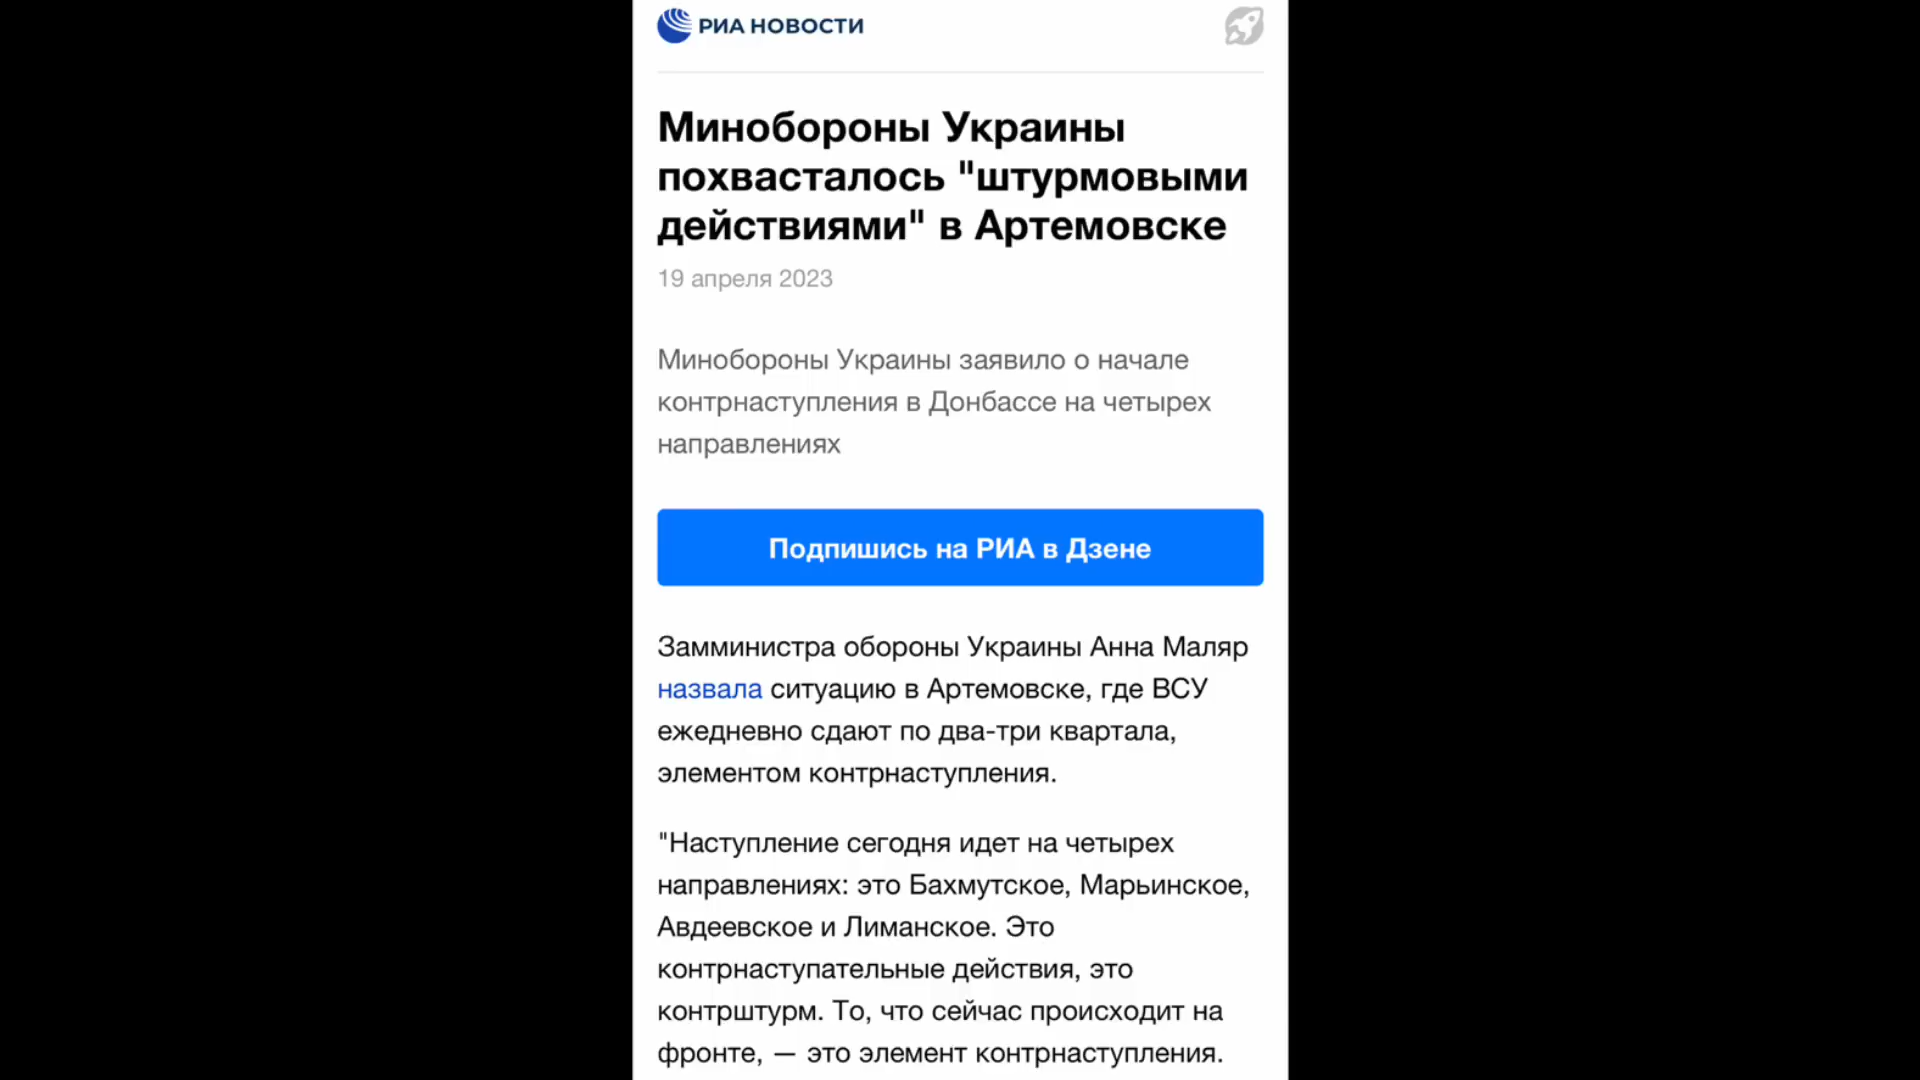 РИА НОВОСТИ
Минобороны Украины
похвасталось "штурмовыми
действиями" в Артемовске
19 апреля 2023
Минобороны Украины заявило о начале
контрнаступления в Донбассе на четырех
направлениях
Подпишись на РИА в Дзене
Замминистра обороны Украины Анна Маляр
назвала ситуацию в Артемовске, где ВСУ
ежедневно сдают по два-три квартала,
элементом контрнаступления.
"Наступление сегодня идет на четырех
направлениях: это Бахмутское, Марьинское,
Авдеевское и Лиманское. Это
контрнаступательные действия, это
контрштурм. То, что сейчас происходит на
фронте, — это элемент контрнаступления.